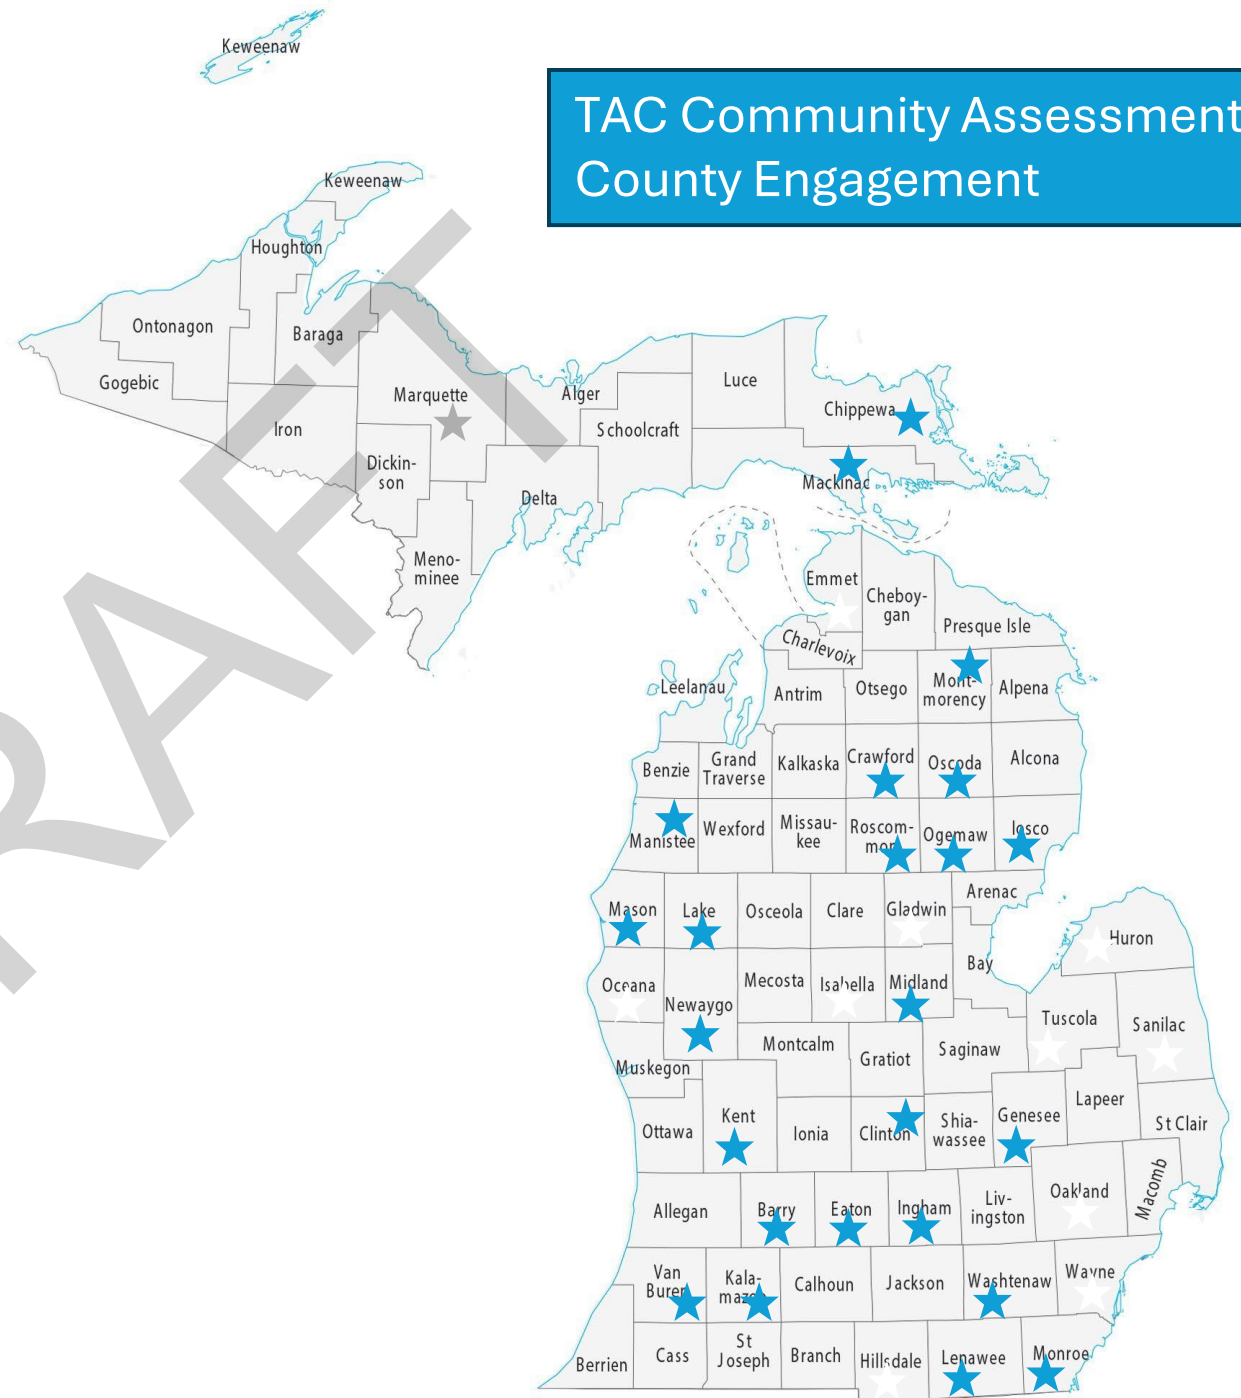 Keweenaw
TAC Community Assessment
County Engagement
Keweenaw
Houghton
Ontonagon
Baraga
Gogebic
Marquette
Alger
Luce
Chippewa
Iron
Schoolcraft
Dickin-
son
Mackinac
Delta
Meno-
minee
Emmet
Cheboy-
gan
Presque Isle
Charlevoix
Leelanau
Antrim
Otsego
Mont-
morency
Alpena
Benzie
Grand
Traverse
Kalkaska
Crawford
Oscoda
Alcona
Manistee
Wexford
Missau-
kee
Roscom-
mon
Ogemaw
Iosco
Arenac
Mason
Lake
Osceola
Clare
Gladwin
Huron
Bay
Oceana
Newaygo
Mecosta
Isabella
Midland
Tuscola
Sanilac
Montcalm
Gratiot
Saginaw
Muskegon
Kent
Ottawa
Ionia
Clinton
Shia-
wassee
Genesee
Lapeer
St Clair
Allegan
Barry
Eaton
Ingham
Liv-
ingston
Oakland
Macomb
Van
Buren
Kala-
mazoo
Calhoun
Jackson
Washtenaw
Wayne
Berrien
Cass
St
Joseph
Branch
Hillsdale
Lenawee
Monroe
RAFT